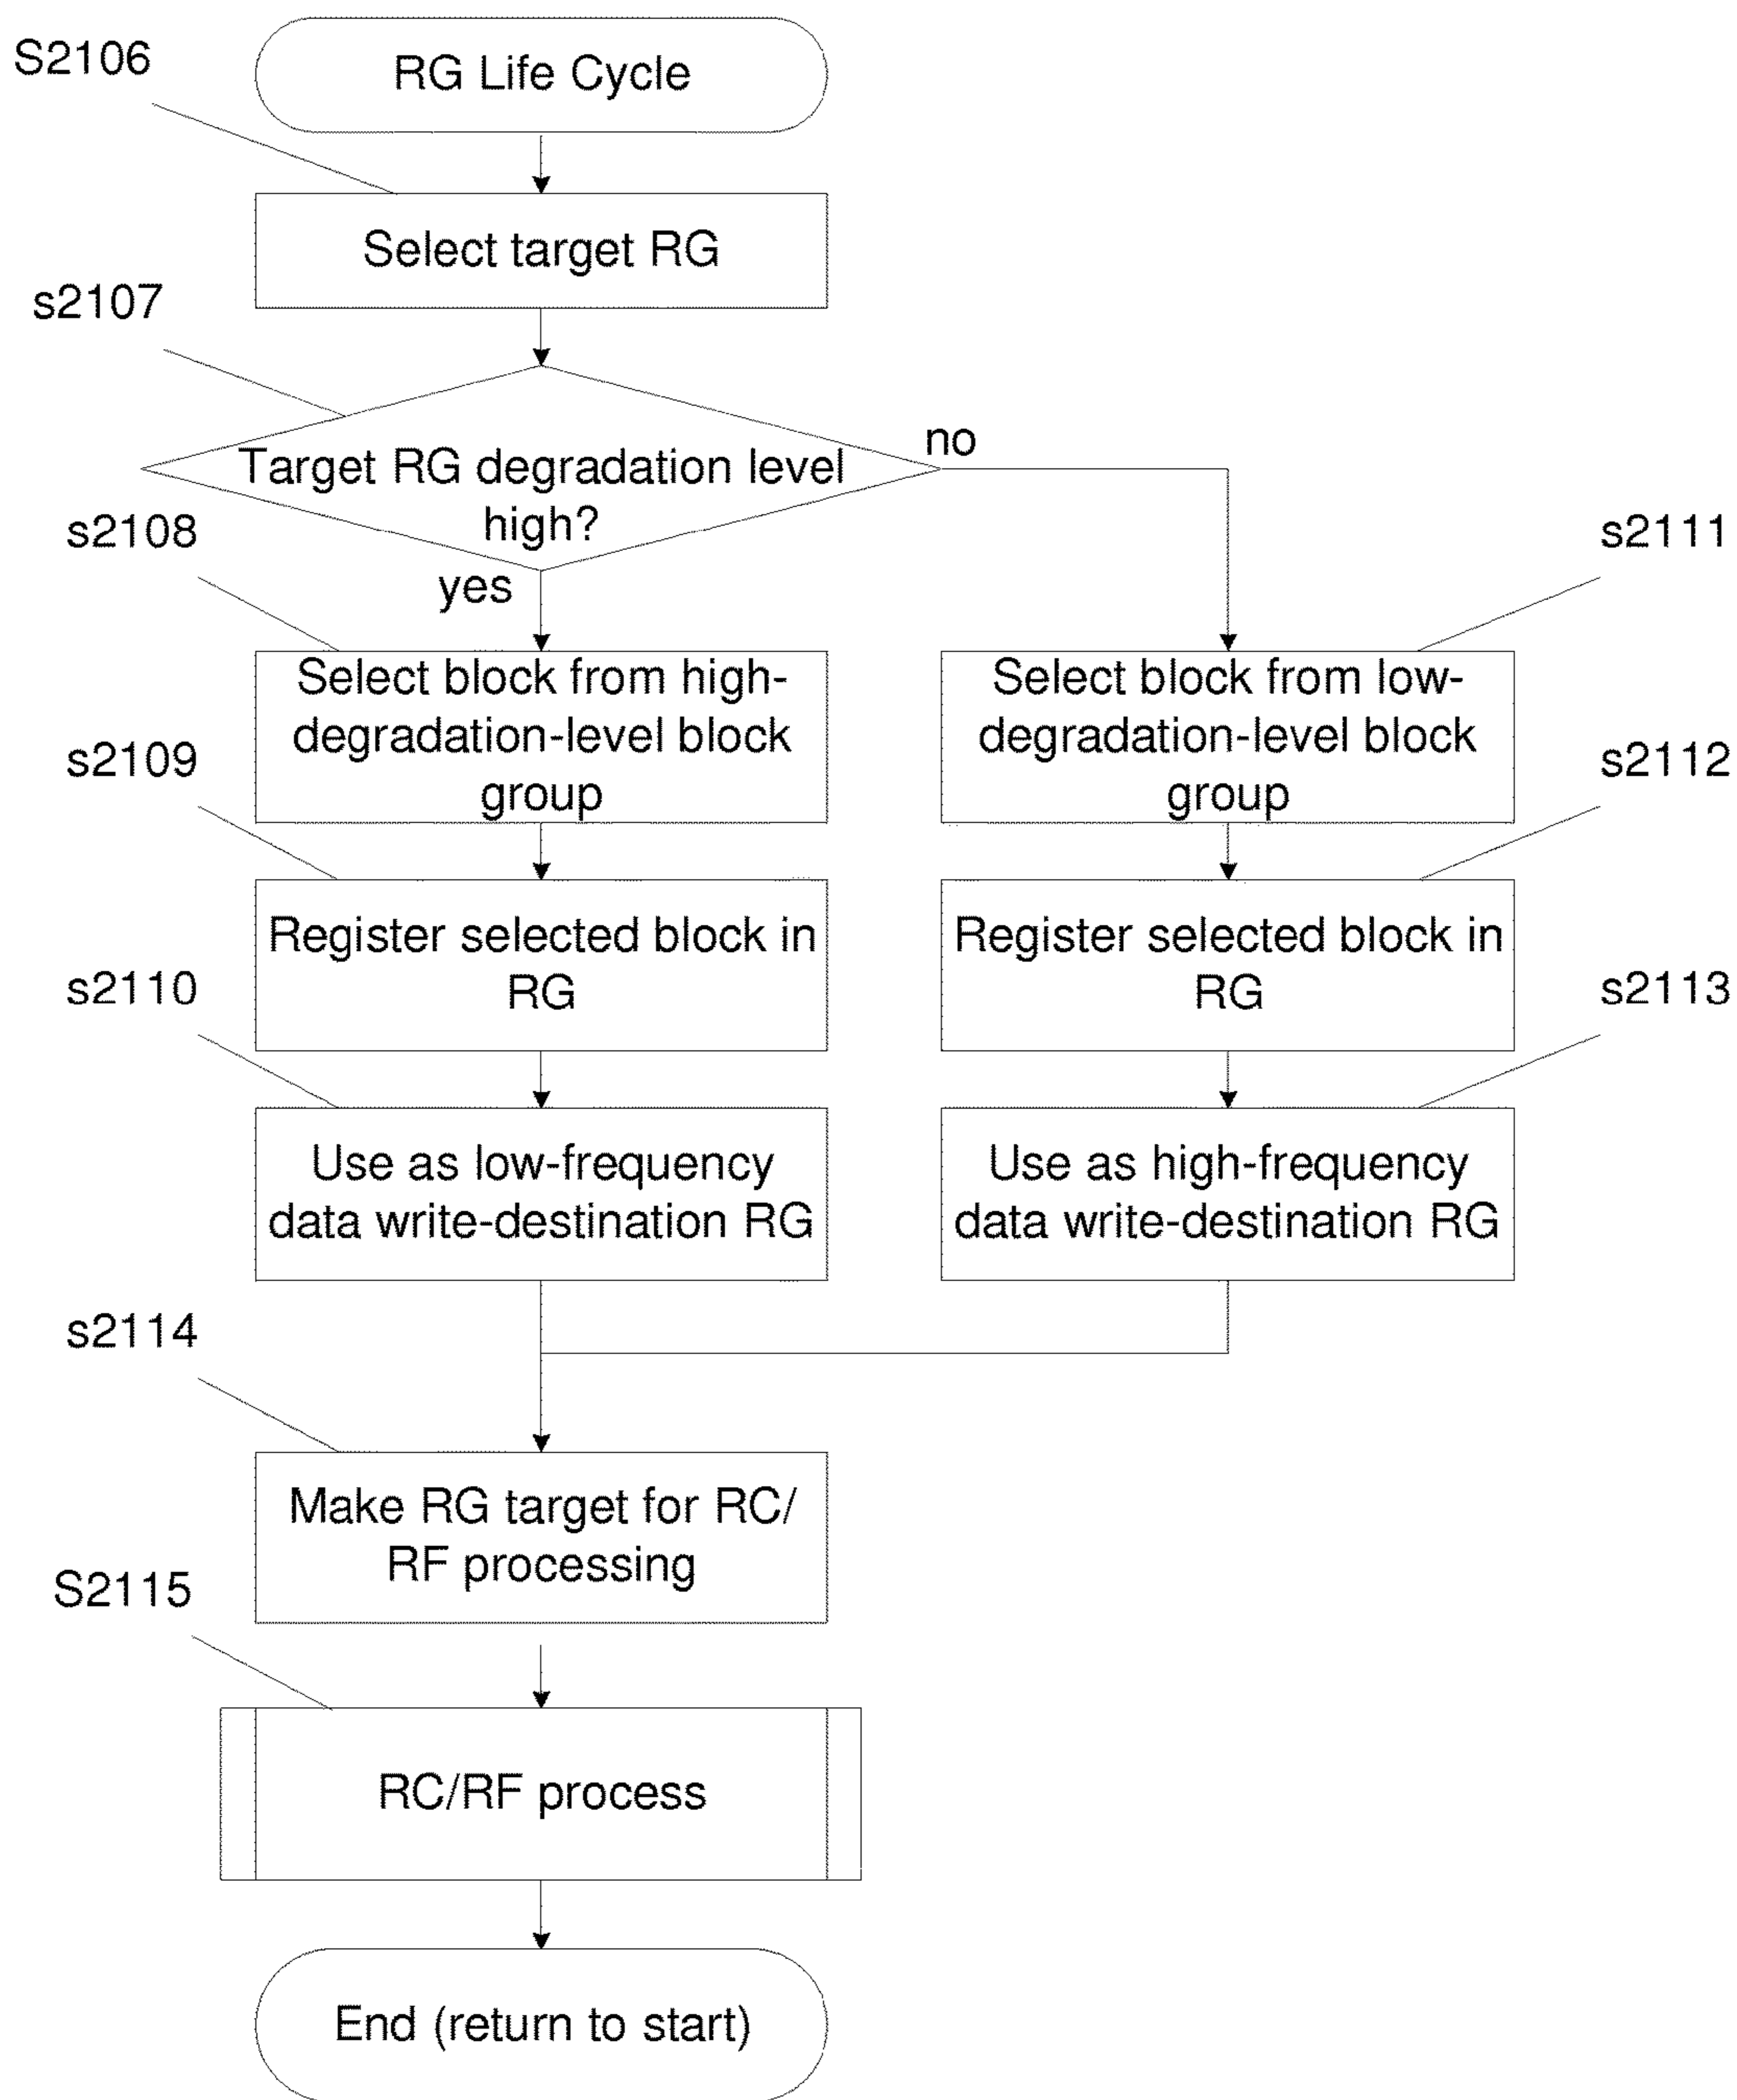 S2106
RG Life Cycle
Select target RG
s2107
Target RG degradation level
high?
no
yes
s2108
s2111
Select block from high-
degradation-level block
group
Select block from low-
degradation-level block
group
s2109
s2112
Register selected block in
RG
Register selected block in
RG
s2110
s2113
Use as low-frequency
data write-destination RG
Use as high-frequency
data write-destination RG
s2114
Make RG target for RC/
RF processing
S2115
RC/RF process
End (return to start)